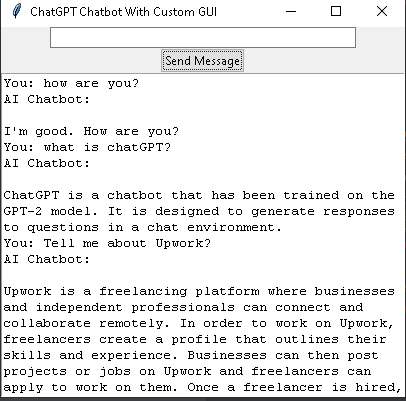 ChatGPT Chatbot With Custom GUI
Send Message
You: how are you?
AI Chatbot:
I'm good. How are you?
You: what is chatGPT?
AI Chatbot:
ChatGPT is a chatbot that has been trained on the
GPT-2 model. It is designed to generate responses
to questions in a chat environment.
You: Tell me about Upwork?
AI Chatbot:
Upwork is a freelancing platform where businesses
and independent professionals can connect and
collaborate remotely. In order to work on Upwork,
freelancers create a profile that outlines their
skills and experience. Businesses can then post
projects or jobs on Upwork and freelancers can
apply to work on them. Once a freelancer is hired,